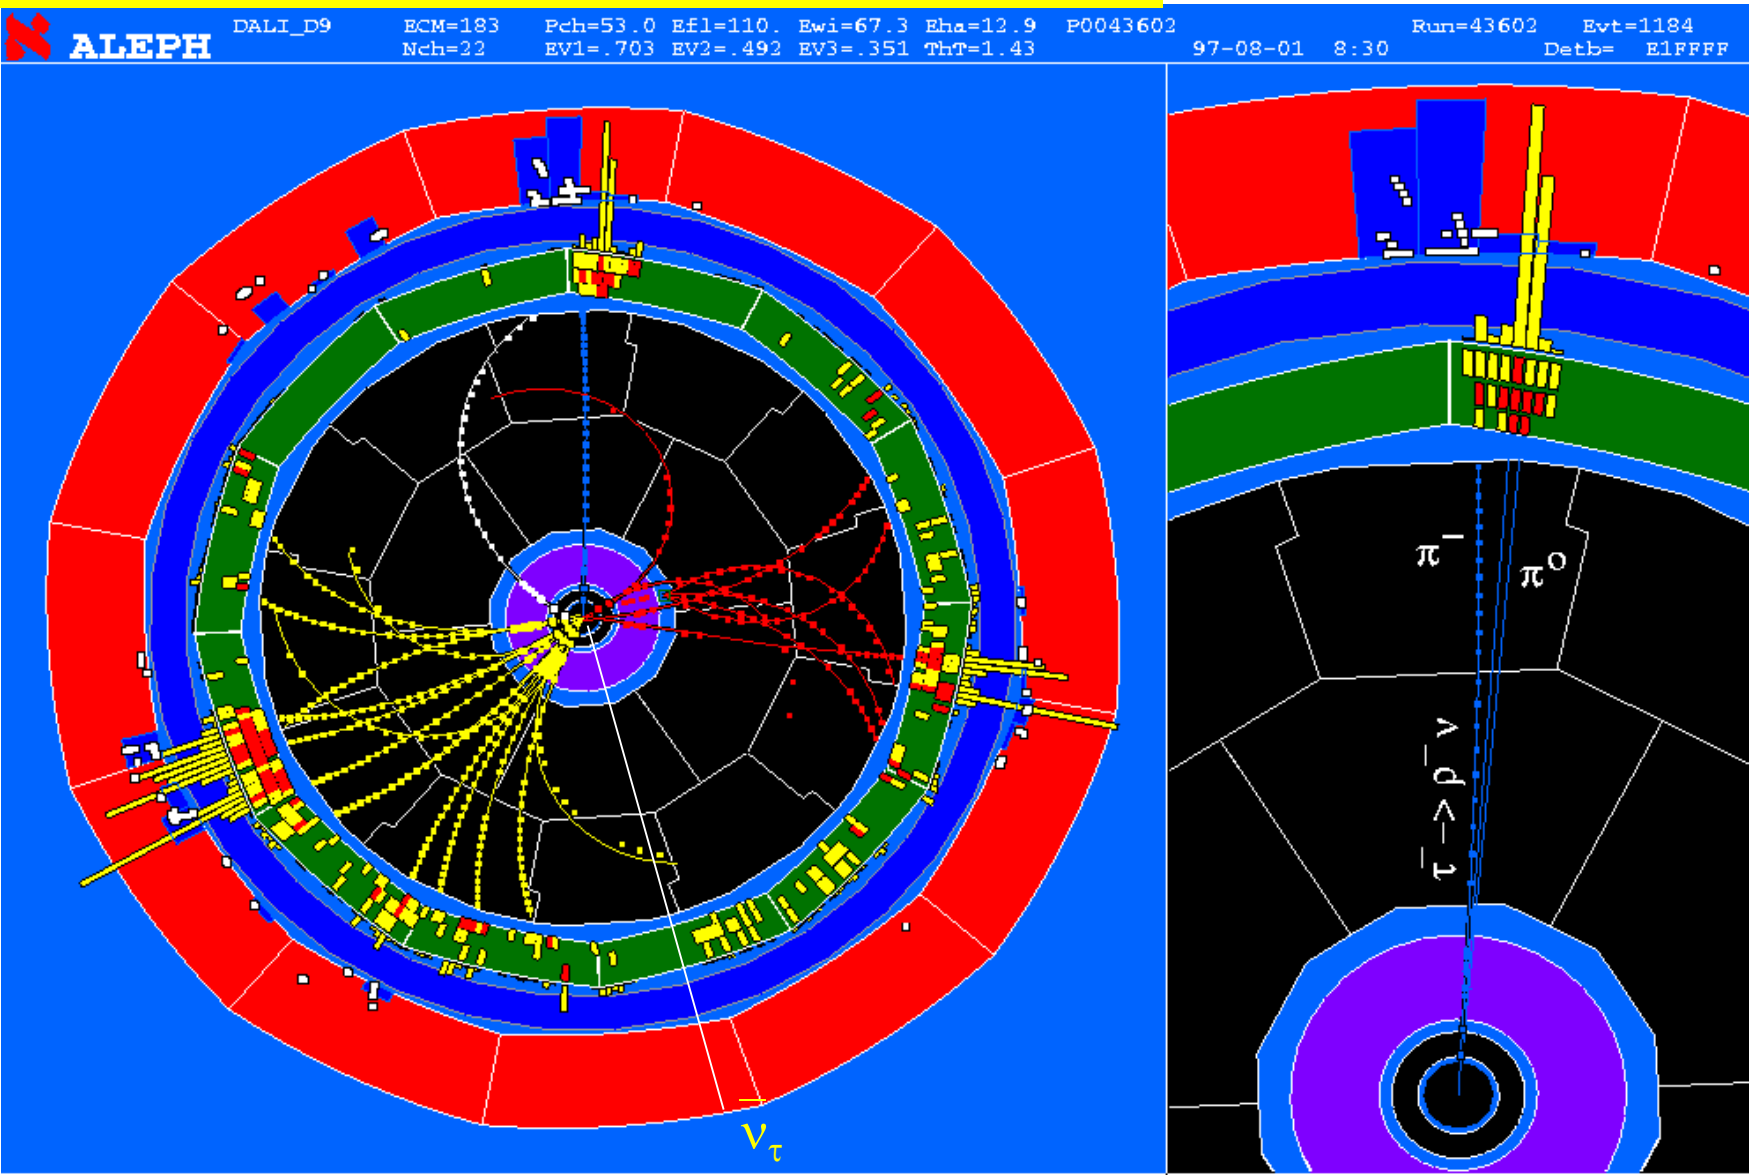 ALEPH DALI_D9 ECM=183 Pch=53.0 Efl=110. Ewi=67.3 Eha=12.9 P0043602 Run=43602 Evt=1184
Nch=22 EV1=.703 EV2=.492 EV3=.351 ThT=1.43 97-08-01 8:30 Detb= E1FFFF
π⁻
π⁰
τ⁻ -> ρ⁻ ν
ν̅τ